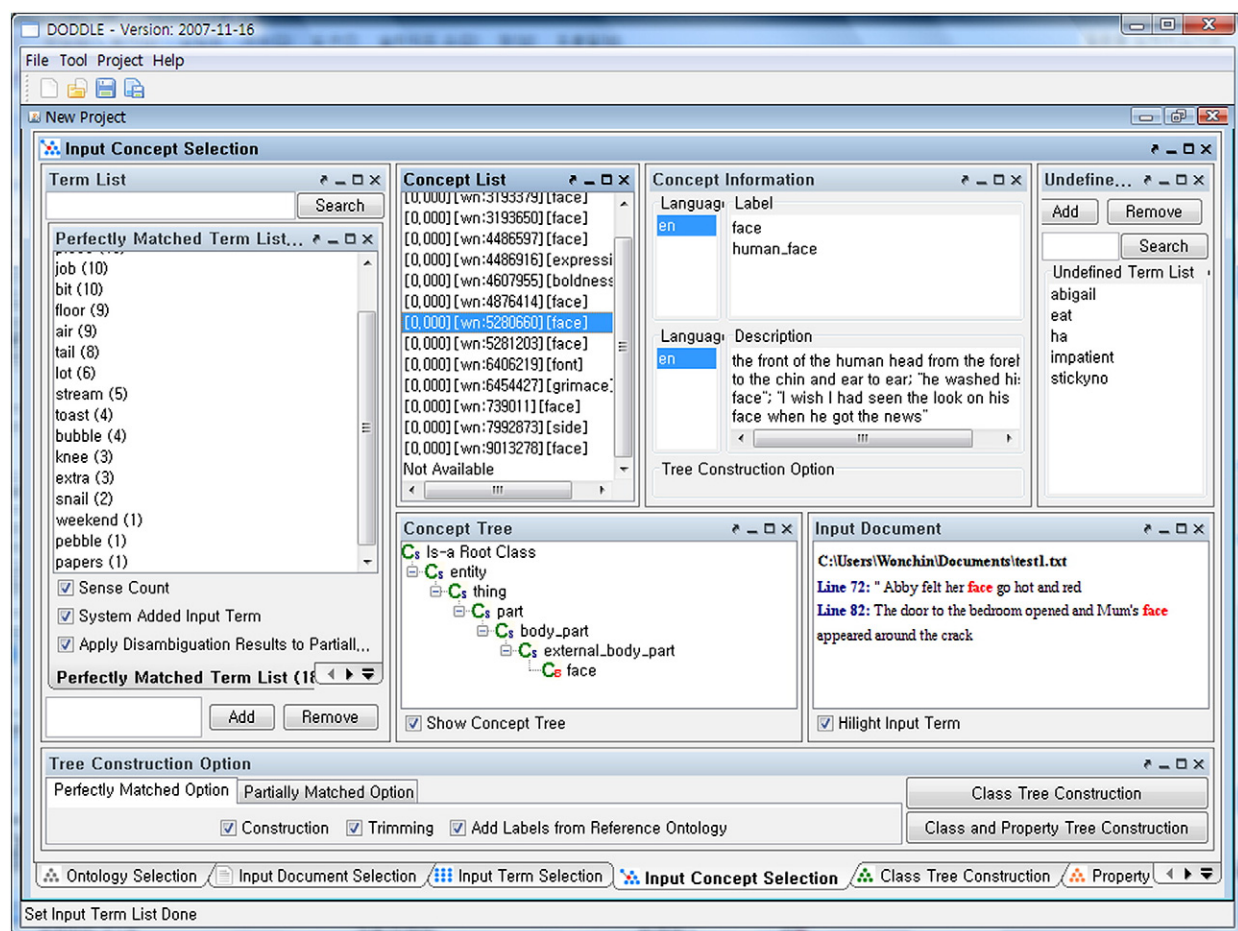 DODDLE - Version: 2007-11-16
File Tool Project Help
New Project
Input Concept Selection
Term List
Search
Perfectly Matched Term List...
job (10)
bit (10)
floor (9)
air (9)
tail (8)
lot (6)
stream (5)
toast (4)
bubble (4)
knee (3)
extra (3)
snail (2)
weekend (1)
pebble (1)
papers (1)
Sense Count
System Added Input Term
Apply Disambiguation Results to Partiall...
Perfectly Matched Term List (18
Add Remove
Concept List
[0,000][wn:3193379][face]
[0,000][wn:3193650][face]
[0,000][wn:4486597][face]
[0,000][wn:4486916][expressi
[0,000][wn:4607955][boldness
[0,000][wn:4876414][face]
[0,000][wn:5280660][face]
[0,000][wn:5281203][face]
[0,000][wn:6406219][font]
[0,000][wn:6454427][grimace]
[0,000][wn:739011][face]
[0,000][wn:7992873][side]
[0,000][wn:9013278][face]
Not Available
Concept Information
Languag Label
en
face
human_face
Languag Description
en
the front of the human head from the foreh
to the chin and ear to ear; "he washed his
face"; "I wish I had seen the look on his
face when he got the news"
Tree Construction Option
Undefine...
Add Remove
Search
Undefined Term List
abigail
eat
ha
impatient
stickyno
Concept Tree
Is-a Root Class
entity
thing
part
body_part
external_body_part
face
Show Concept Tree
Input Document
C:\Users\Wonchin\Documents\test1.txt
Line 72: " Abby felt her face go hot and red
Line 82: The door to the bedroom opened and Mum's face
appeared around the crack
Hilight Input Term
Tree Construction Option
Perfectly Matched Option Partially Matched Option
Construction Trimming Add Labels from Reference Ontology
Class Tree Construction
Class and Property Tree Construction
Ontology Selection Input Document Selection Input Term Selection Input Concept Selection Class Tree Construction Property
Set Input Term List Done